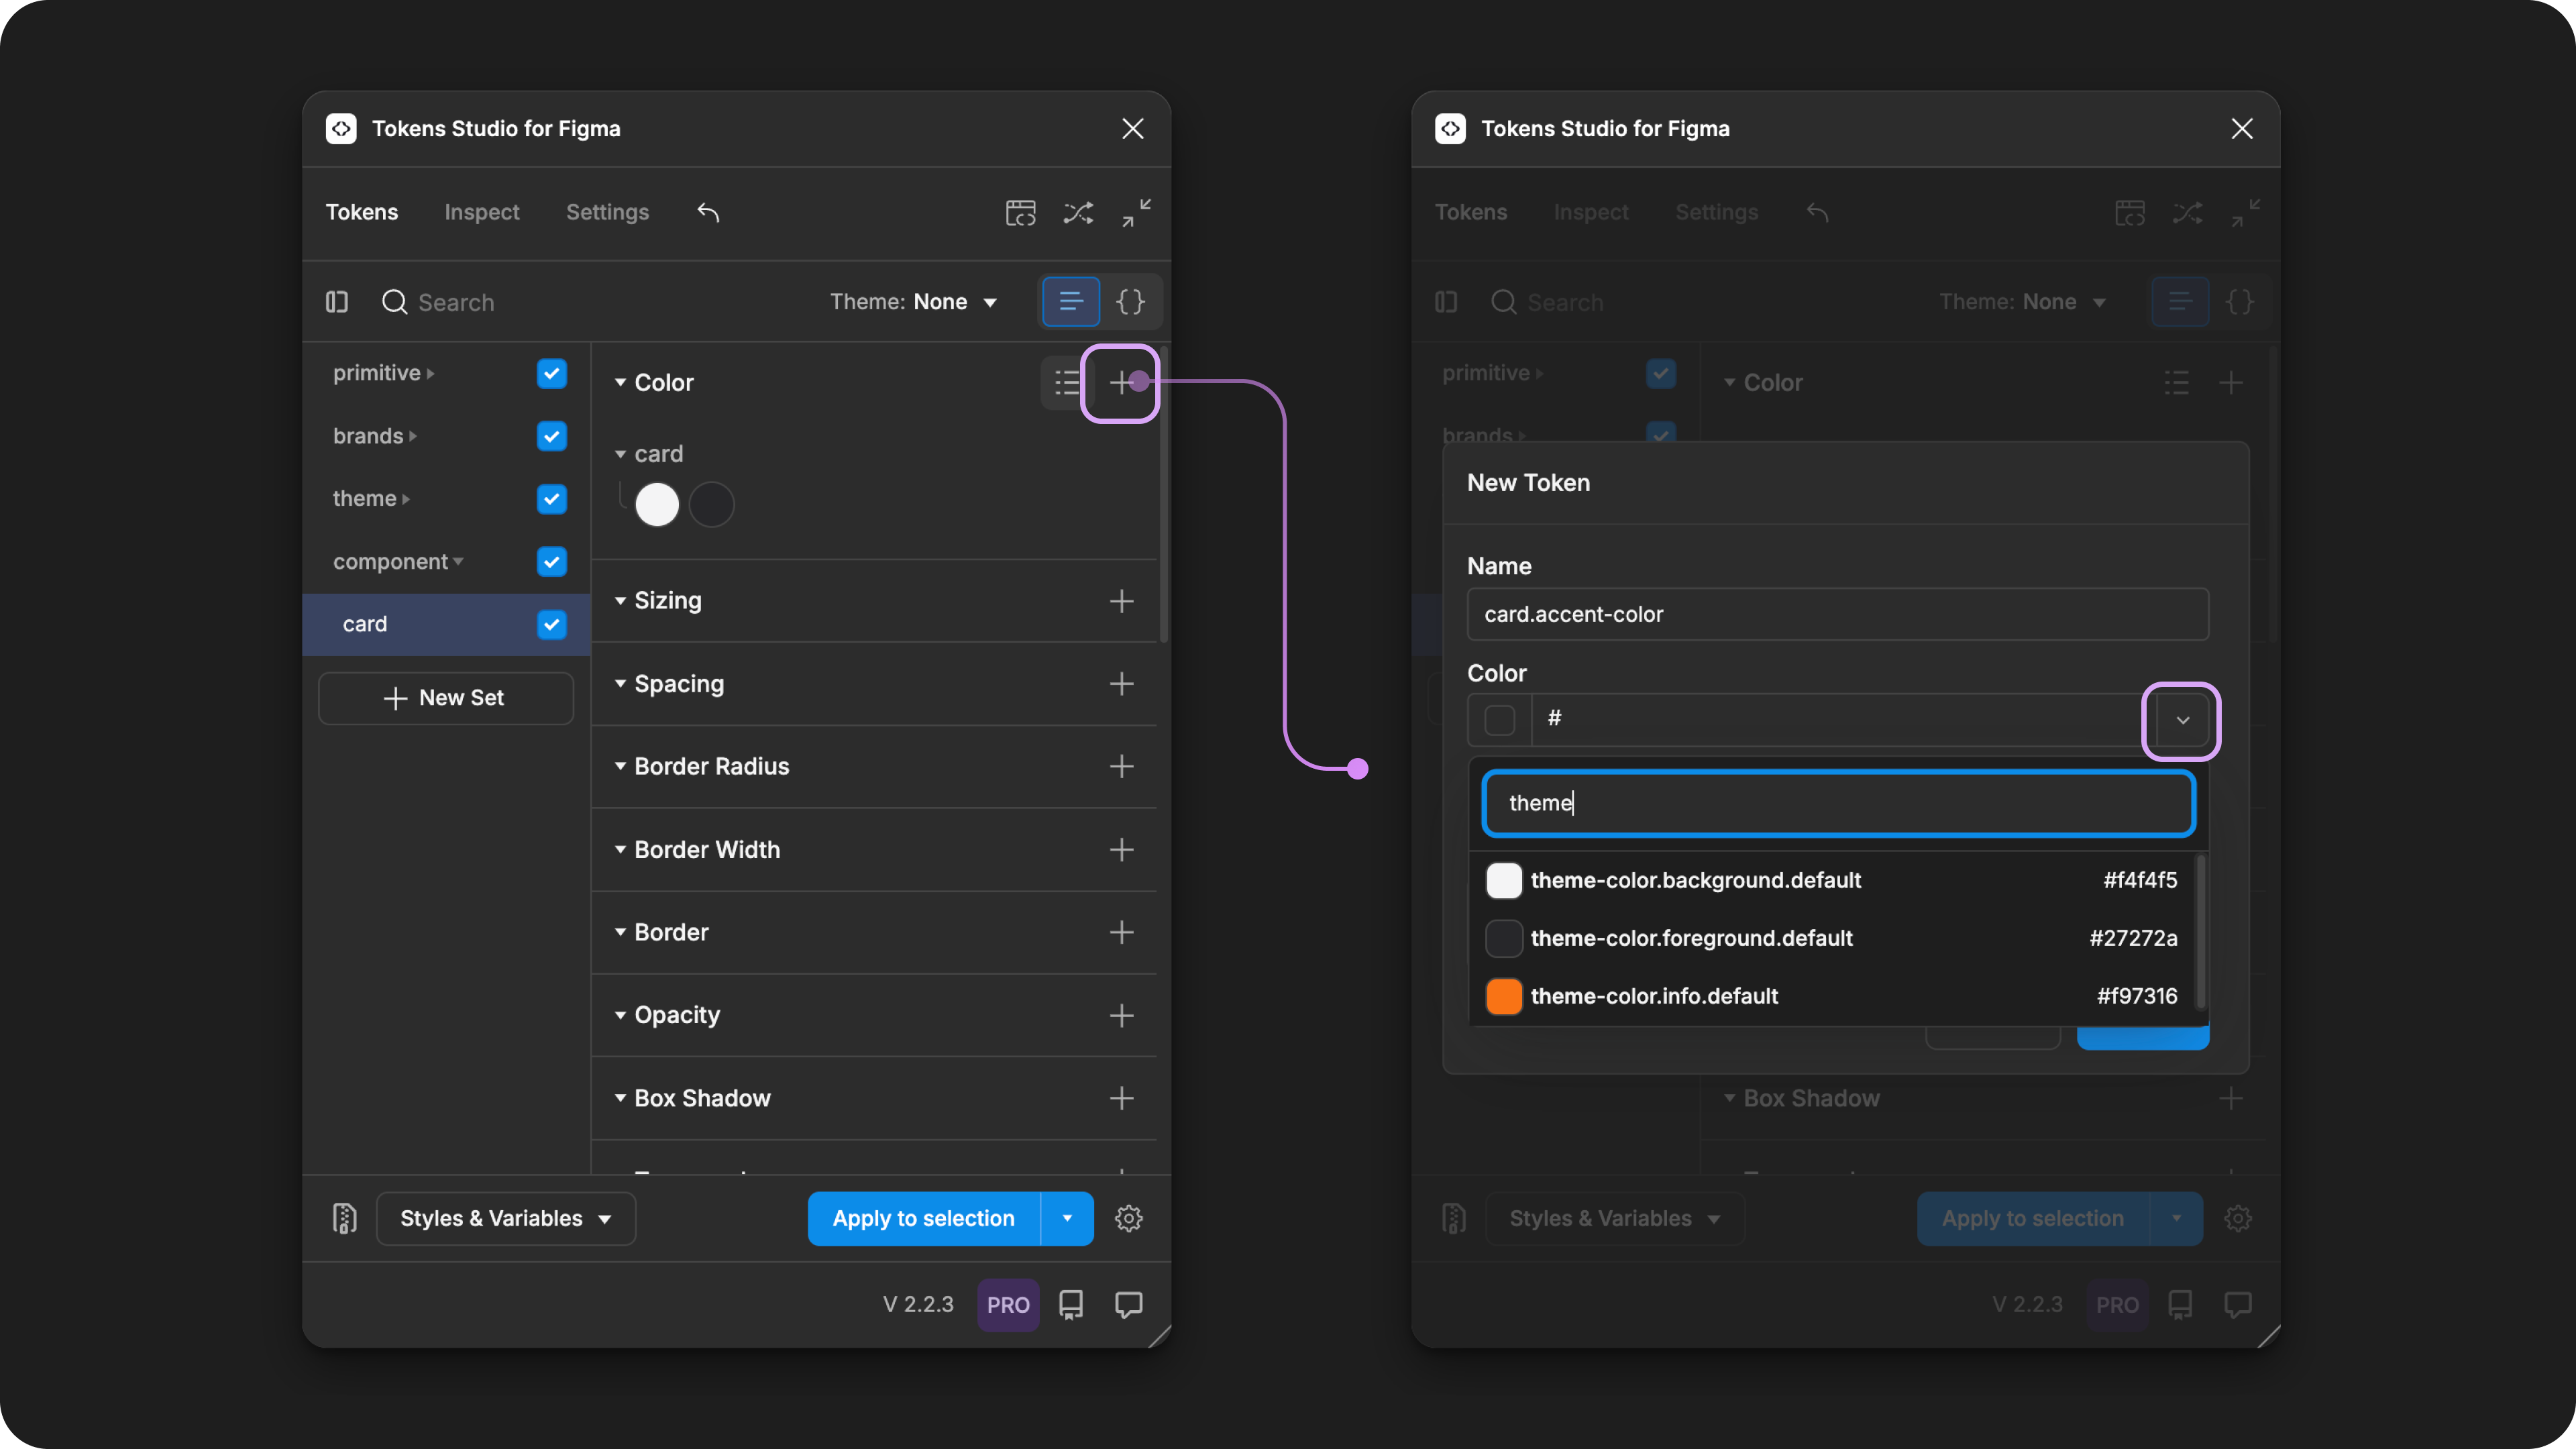 Tokens Studio for Figma
Tokens
Inspect
Settings
Search
Theme: None
primitive
brands
theme
component
card
New Set
Color
card
Sizing
Spacing
Border Radius
Border Width
Border
Opacity
Box Shadow
Styles & Variables
Apply to selection
V 2.2.3
PRO
Tokens Studio for Figma
Tokens
Inspect
Settings
Search
Theme: None
primitive
Color
brands
New Token
Name
card.accent-color
Color
#
theme
theme-color.background.default #f4f4f5
theme-color.foreground.default #27272a
theme-color.info.default #f97316
Box Shadow
Styles & Variables
Apply to selection
V 2.2.3
PRO